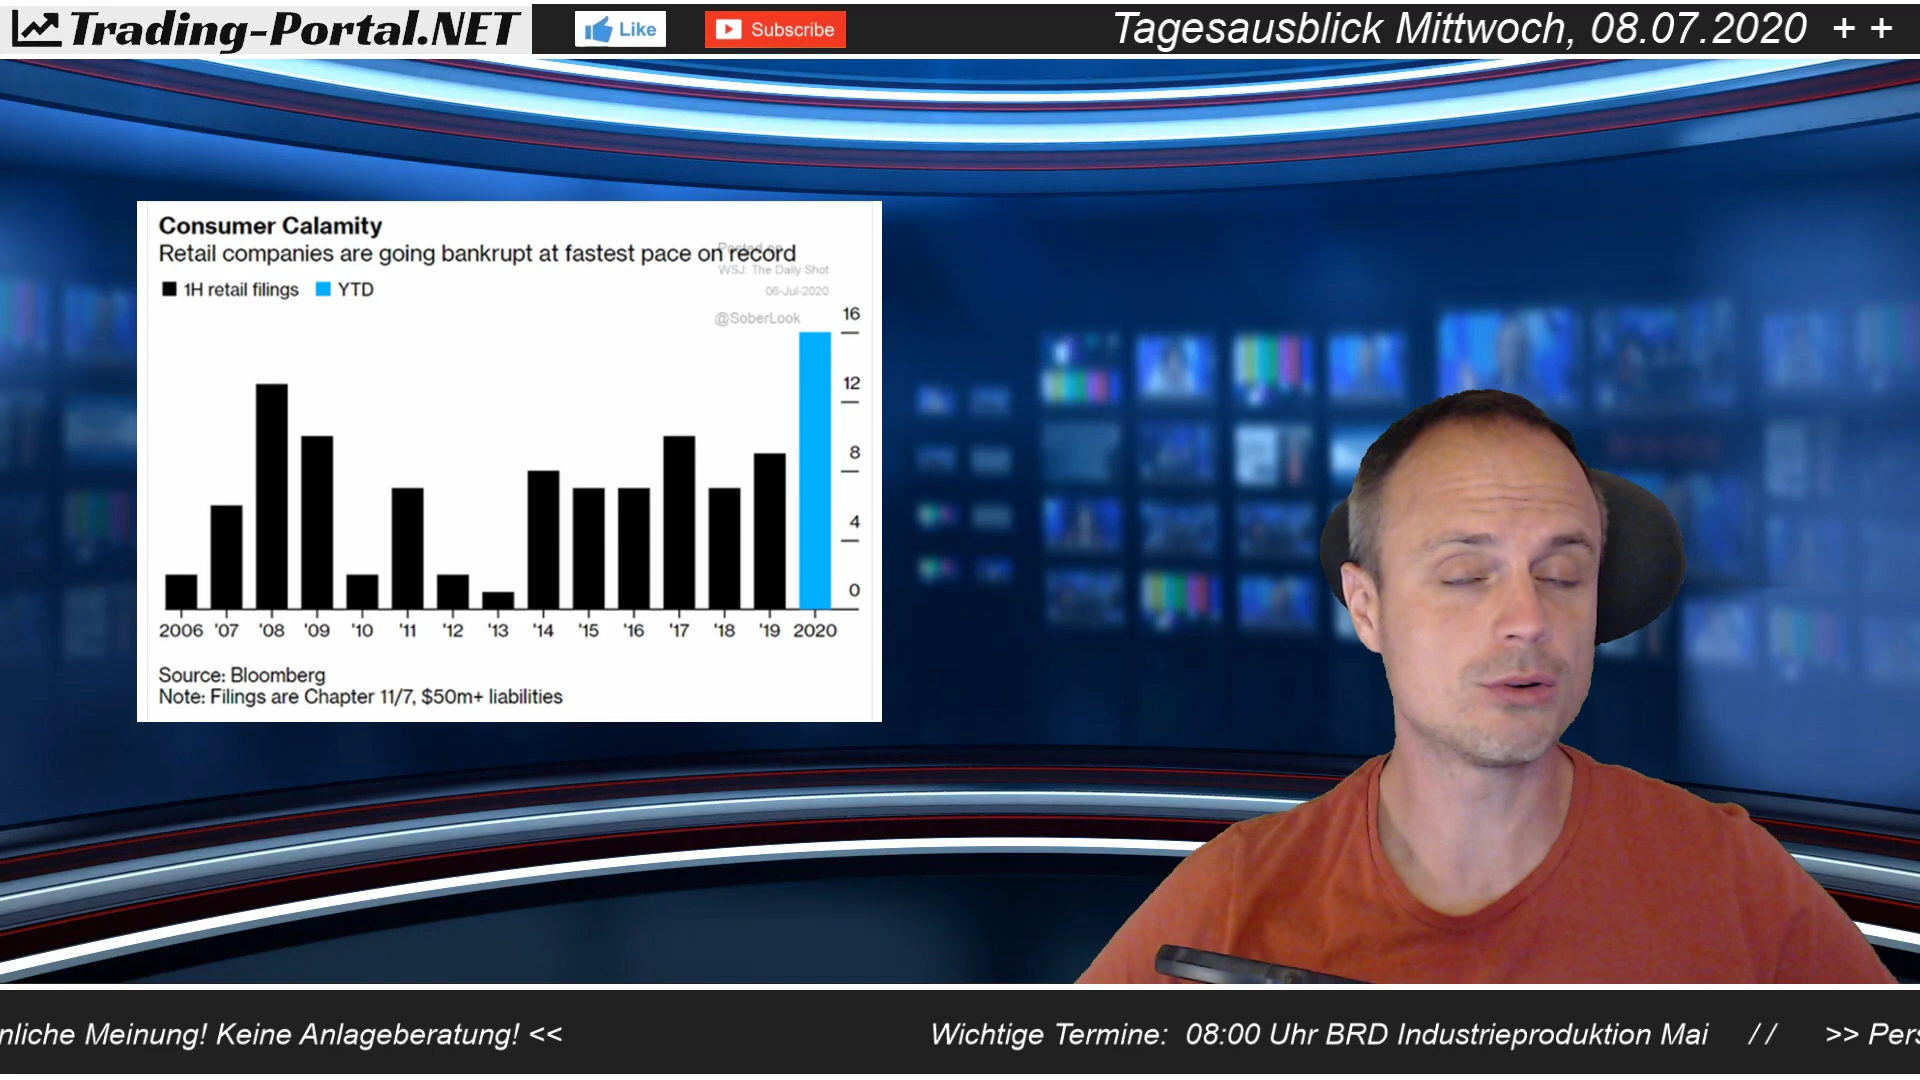 Trading-Portal.NET
Like
Subscribe
Tagesausblick Mittwoch, 08.07.2020 + +
Consumer Calamity
Retail companies are going bankrupt at fastest pace on record
Posted on
WSJ: The Daily Shot
06-Jul-2020
@SoberLook
1H retail filings YTD
16
12
8
4
0
2006 '07 '08 '09 '10 '11 '12 '13 '14 '15 '16 '17 '18 '19 2020
Source: Bloomberg
Note: Filings are Chapter 11/7, $50m+ liabilities
nliche Meinung! Keine Anlageberatung! << Wichtige Termine: 08:00 Uhr BRD Industrieproduktion Mai // >> Pers